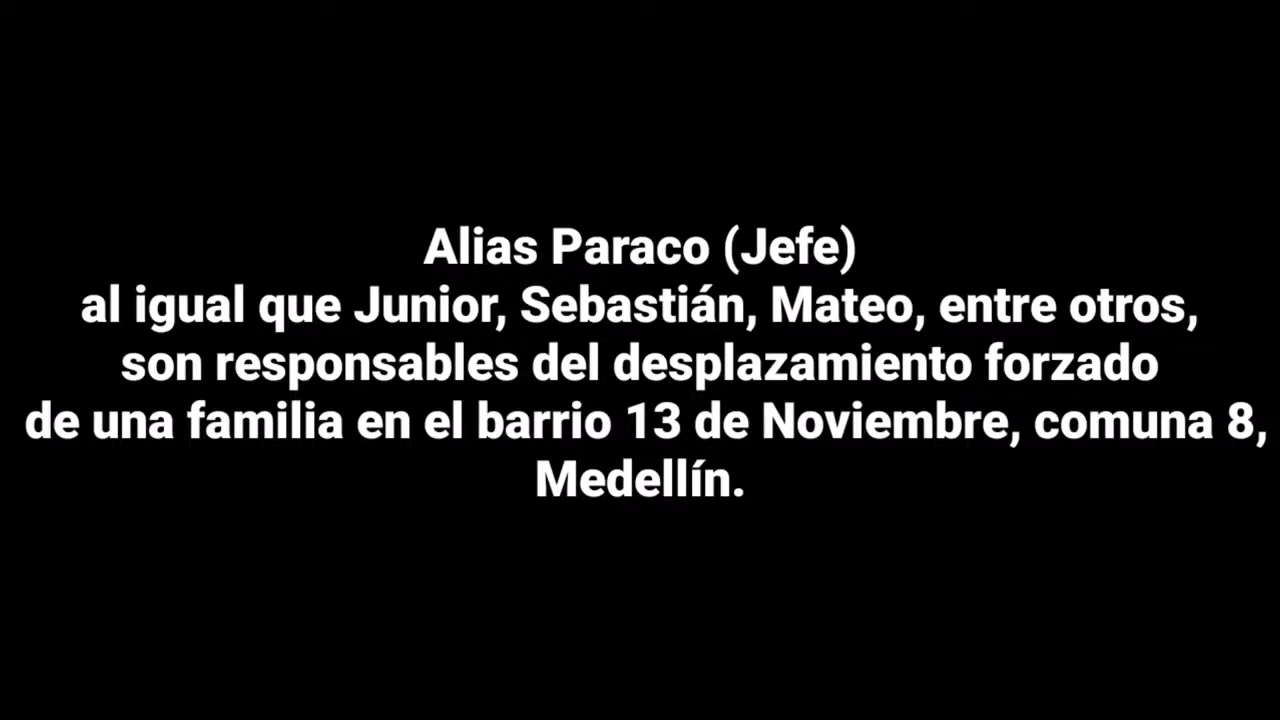 Alias Paraco (Jefe)
al igual que Junior, Sebastián, Mateo, entre otros,
son responsables del desplazamiento forzado
de una familia en el barrio 13 de Noviembre, comuna 8,
Medellín.